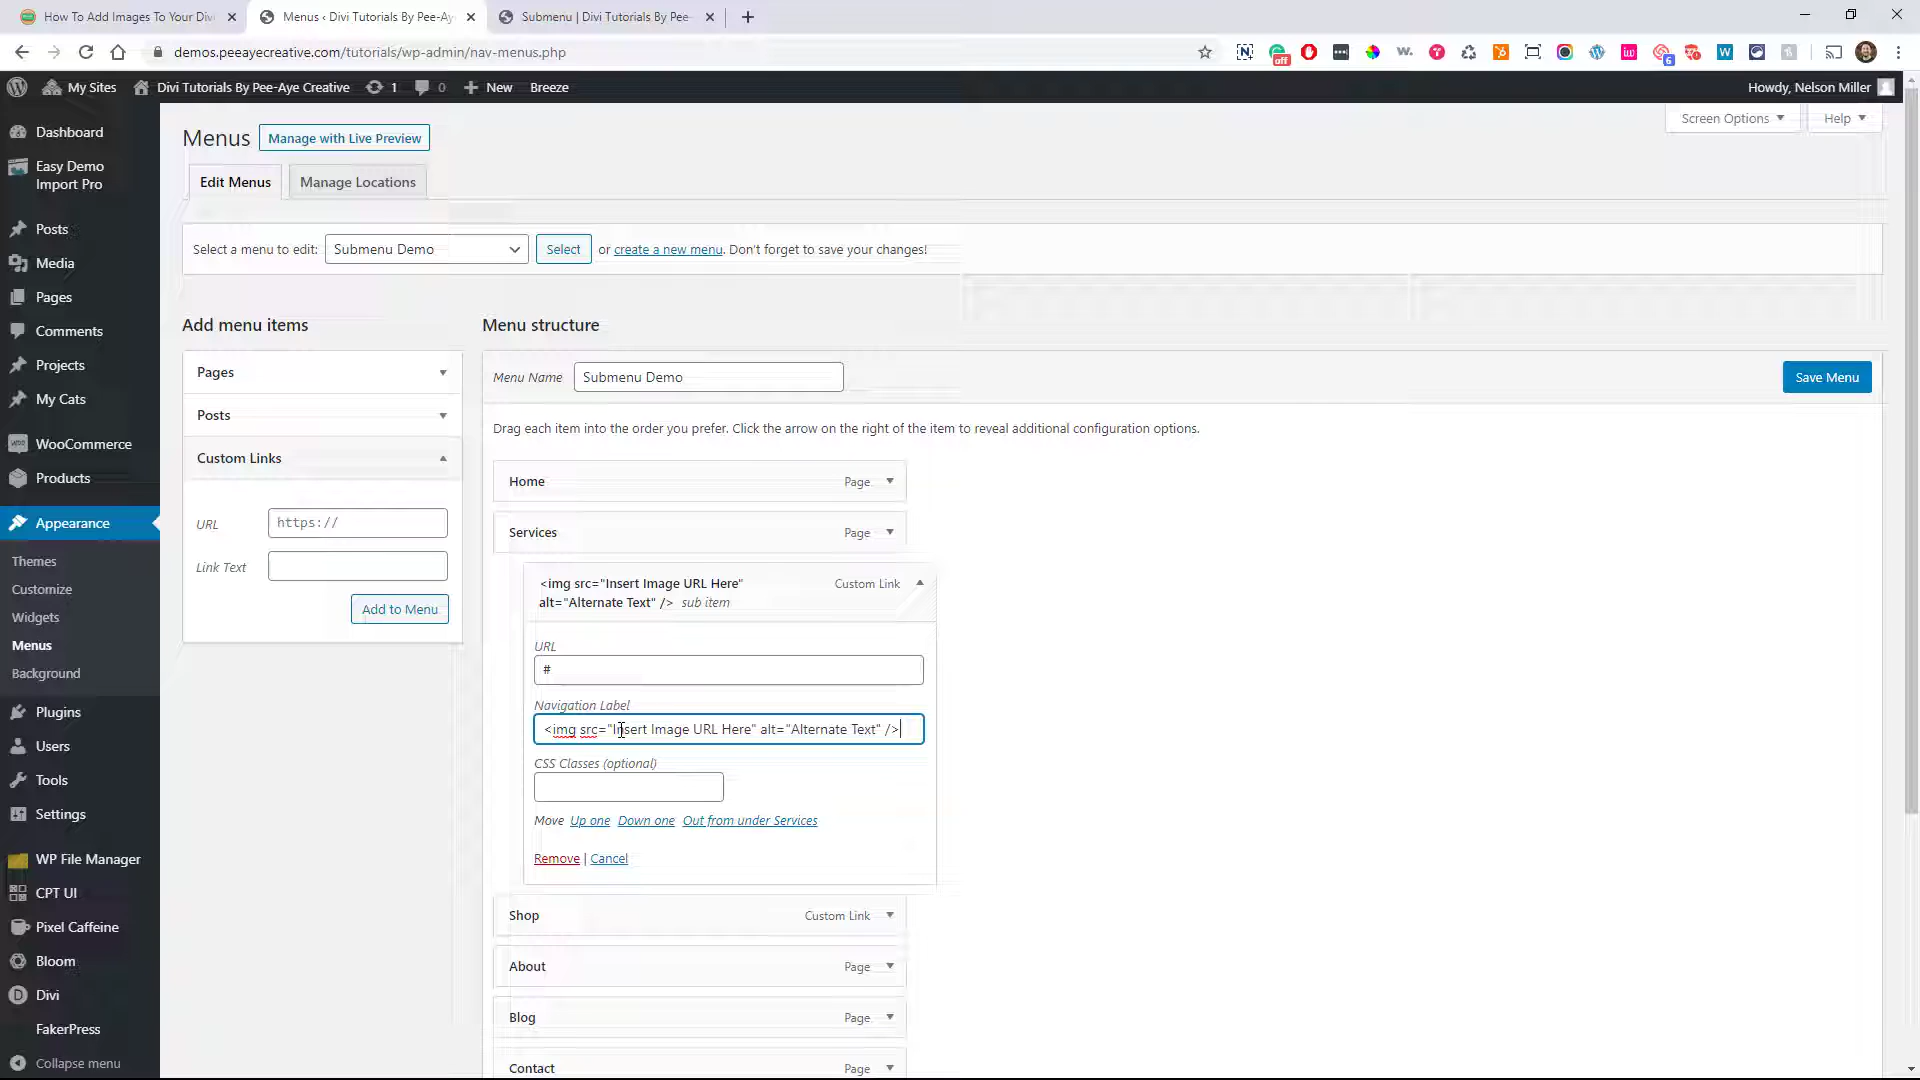 How To Add Images To Your Divi
Menus ‹ Divi Tutorials By Pee-Aye
Submenu | Divi Tutorials By Pee
demos.peeayecreative.com/tutorials/wp-admin/nav-menus.php
off
6
My Sites
Divi Tutorials By Pee-Aye Creative
1
0
New
Breeze
Howdy, Nelson Miller
Dashboard
Easy Demo
Import Pro
Posts
Media
Pages
Comments
Projects
My Cats
WooCommerce
Products
Appearance
Themes
Customize
Widgets
Menus
Background
Plugins
Users
Tools
Settings
WP File Manager
CPT UI
Pixel Caffeine
Bloom
Divi
FakerPress
Collapse menu
Menus
Manage with Live Preview
Screen Options
Help
Edit Menus
Manage Locations
Select a menu to edit:
Submenu Demo
Select
or create a new menu. Don't forget to save your changes!
Add menu items
Pages
Posts
Custom Links
URL
https://
Link Text
Add to Menu
Menu structure
Menu Name
Submenu Demo
Save Menu
Drag each item into the order you prefer. Click the arrow on the right of the item to reveal additional configuration options.
Home
Page
Services
Page
<img src="Insert Image URL Here"
alt="Alternate Text" /> sub item
Custom Link
URL
#
Navigation Label
<img src="Insert Image URL Here" alt="Alternate Text" />
CSS Classes (optional)
Move Up one Down one Out from under Services
Remove | Cancel
Shop
Custom Link
About
Page
Blog
Page
Contact
Page